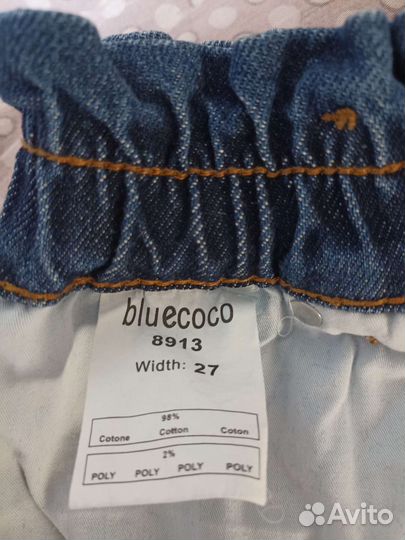 bluecoco
8913
Width: 27
98%
Cotone Cotton Coton
2%
POLY POLY POLY POLY
Avito